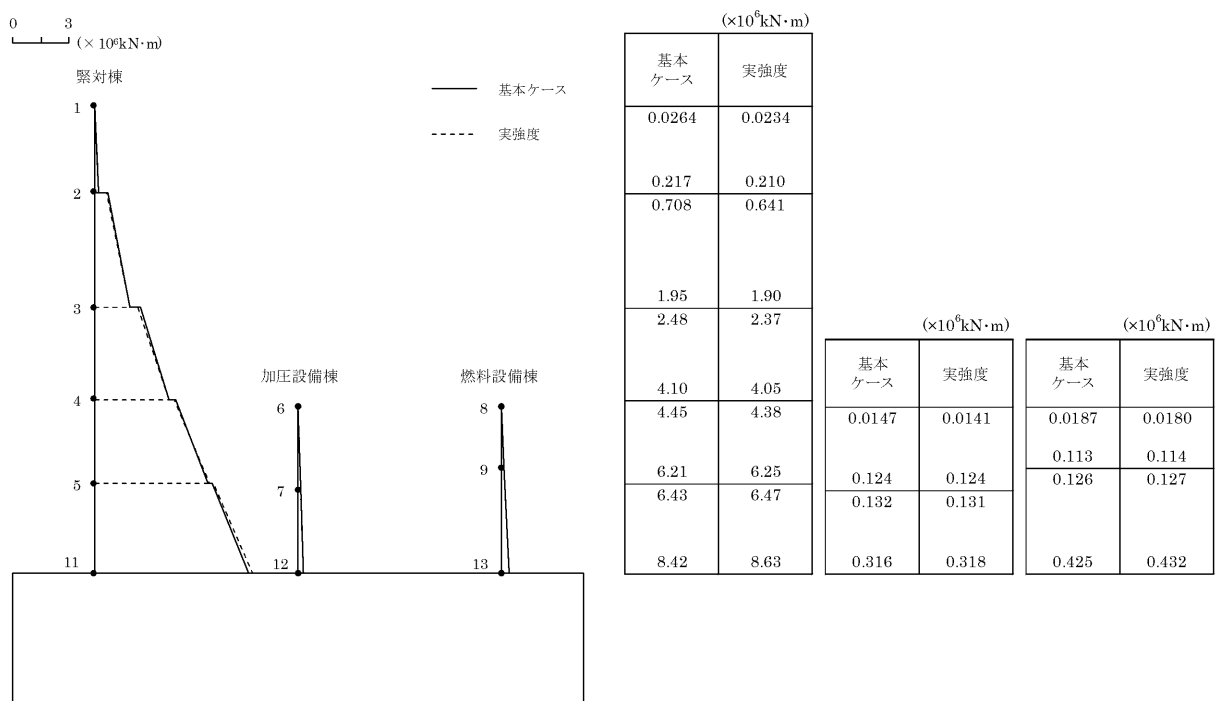 0 3
(× 10⁶kN・m)
緊対棟
1
2
3
4
5
11
基本ケース
実強度
加圧設備棟
6
7
12
燃料設備棟
8
9
13
(×10⁶kN・m)
基本
ケース 実強度
0.0264 0.0234
0.217 0.210
0.708 0.641
1.95 1.90
2.48 2.37
4.10 4.05
4.45 4.38
6.21 6.25
6.43 6.47
8.42 8.63
(×10⁶kN・m)
基本
ケース 実強度
0.0147 0.0141
0.124 0.124
0.132 0.131
0.316 0.318
(×10⁶kN・m)
基本
ケース 実強度
0.0187 0.0180
0.113 0.114
0.126 0.127
0.425 0.432